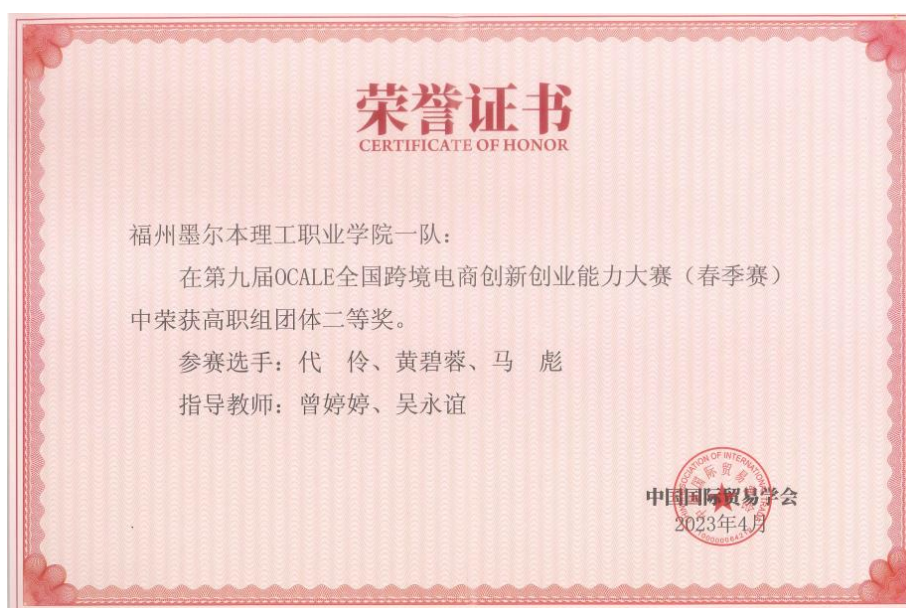 荣誉证书
CERTIFICATE OF HONOR
福州墨尔本理工职业学院一队：
在第九届OCALE全国跨境电商创新创业能力大赛（春季赛）
中荣获高职组团体二等奖。
参赛选手：代　伶、黄碧蓉、马　彪
指导教师：曾婷婷、吴永谊
中国国际贸易学会
2023年4月